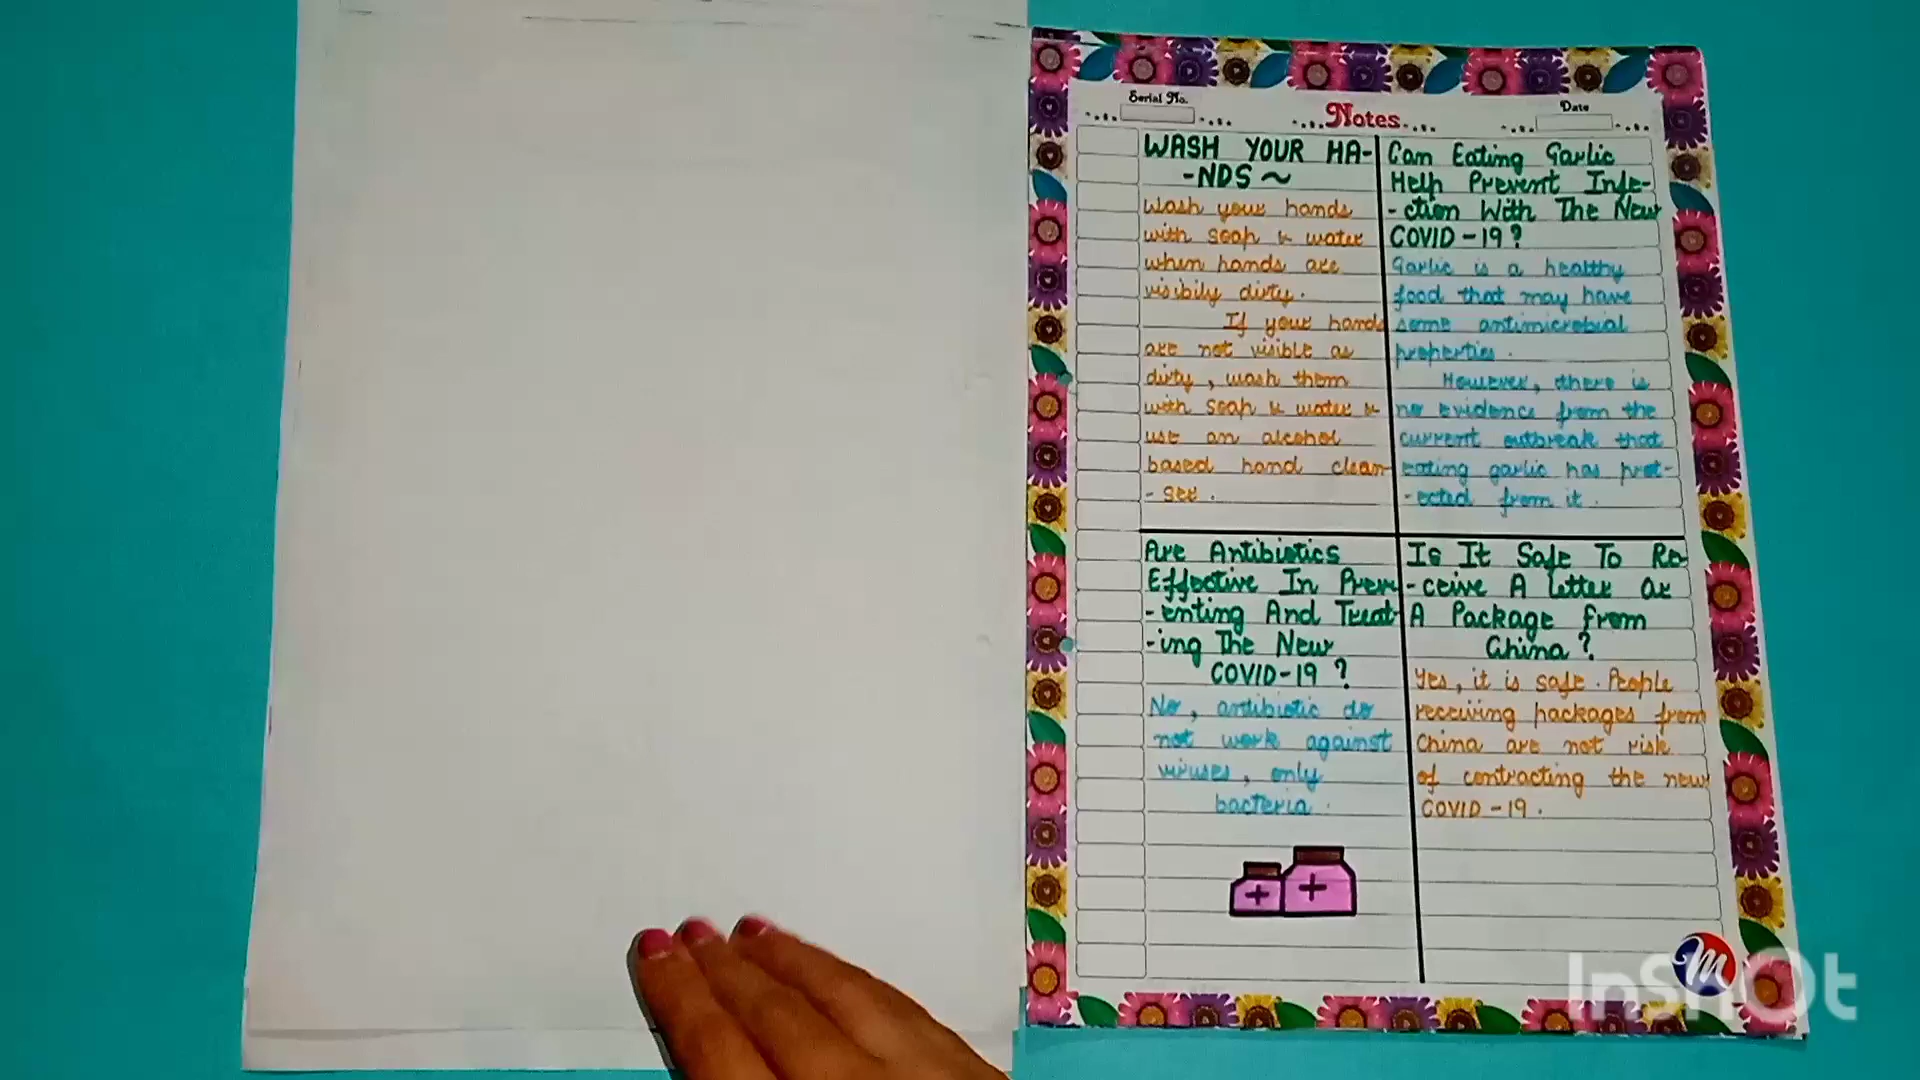 Serial No.
Notes
Date
WASH YOUR HA-
-NDS ~
Wash your hands
with soap & water
when hands are
visibily dirty.
If your hands
are not visible as
dirty, wash them
with soap & water &
use an alcohol
based hand clean-
-ser.
Can Eating Garlic
Help Prevent Infe-
-ction With The New
COVID-19?
Garlic is a healthy
food that may have
some antimicrobial
properties.
However, there is
no evidence from the
current outbreak that
eating garlic has prot-
-ected from it.
Are Antibiotics
Effective In Prev-
-enting And Treat-
-ing The New
COVID-19?
No, antibiotic do
not work against
viruses, only
bacteria.
Is It Safe To Re-
-ceive A Letter or
A Package From
China?
Yes, it is safe. People
receiving packages from
China are not risk
of contracting the new
COVID-19.
M
InShOt